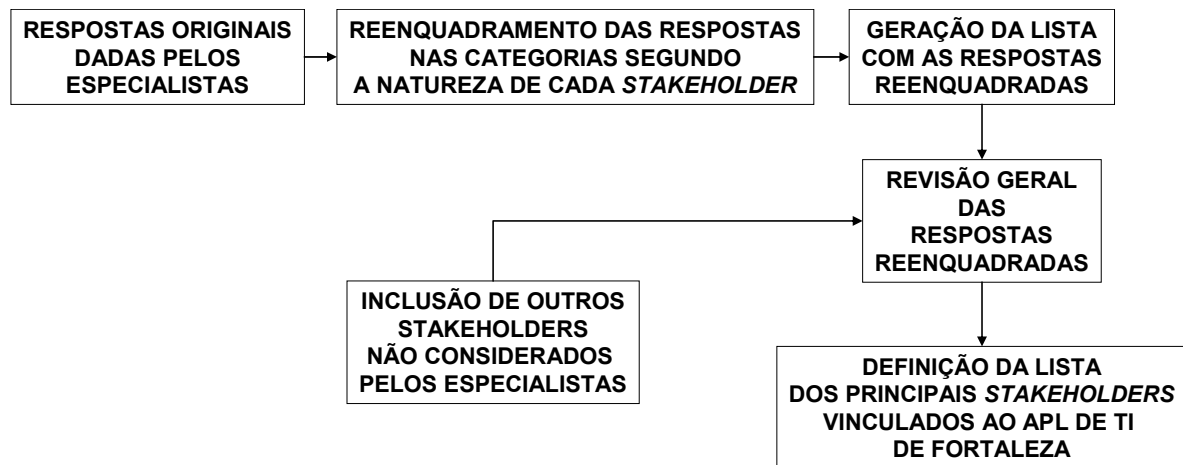 RESPOSTAS ORIGINAIS
DADAS PELOS
ESPECIALISTAS
REENQUADRAMENTO DAS RESPOSTAS
NAS CATEGORIAS SEGUNDO
A NATUREZA DE CADA STAKEHOLDER
GERAÇÃO DA LISTA
COM AS RESPOSTAS
REENQUADRADAS
REVISÃO GERAL
DAS
RESPOSTAS
REENQUADRADAS
INCLUSÃO DE OUTROS
STAKEHOLDERS
NÃO CONSIDERADOS
PELOS ESPECIALISTAS
DEFINIÇÃO DA LISTA
DOS PRINCIPAIS STAKEHOLDERS
VINCULADOS AO APL DE TI
DE FORTALEZA